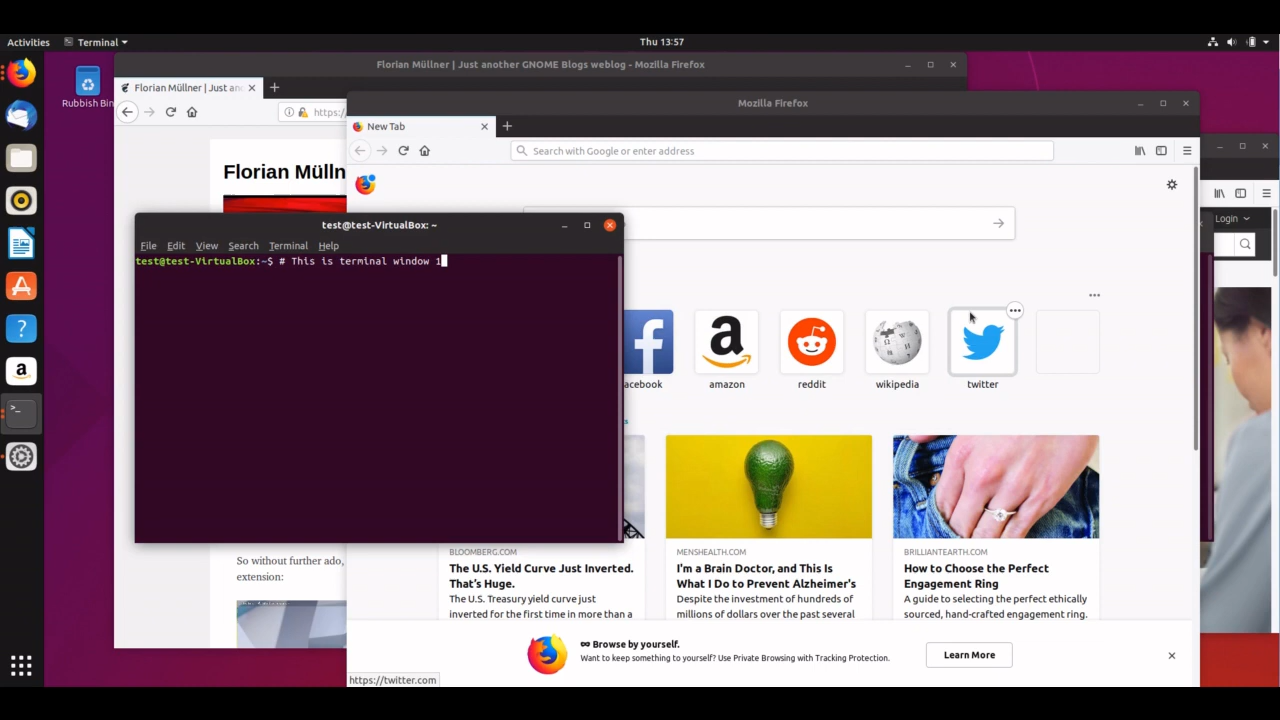 Activities
Terminal
Thu 13:57
Rubbish Bin
Florian Müllner | Just another GNOME Blogs weblog - Mozilla Firefox
Florian Müllner | Just an
https:/
Florian Mülln
So without further ado,
extension:
Mozilla Firefox
New Tab
Search with Google or enter address
test@test-VirtualBox: ~
File Edit View Search Terminal Help
test@test-VirtualBox:~$ # This is terminal window 1
acebook
amazon
reddit
wikipedia
twitter
BLOOMBERG.COM
The U.S. Yield Curve Just Inverted.
That's Huge.
The U.S. Treasury yield curve just
inverted for the first time in more than a
MENSHEALTH.COM
I'm a Brain Doctor, and This Is
What I Do to Prevent Alzheimer's
Despite the investment of hundreds of
millions of dollars over the past several
BRILLIANTEARTH.COM
How to Choose the Perfect
Engagement Ring
A guide to selecting the perfect ethically
sourced, hand-crafted engagement ring.
Browse by yourself.
Want to keep something to yourself? Use Private Browsing with Tracking Protection.
Learn More
https://twitter.com
Login